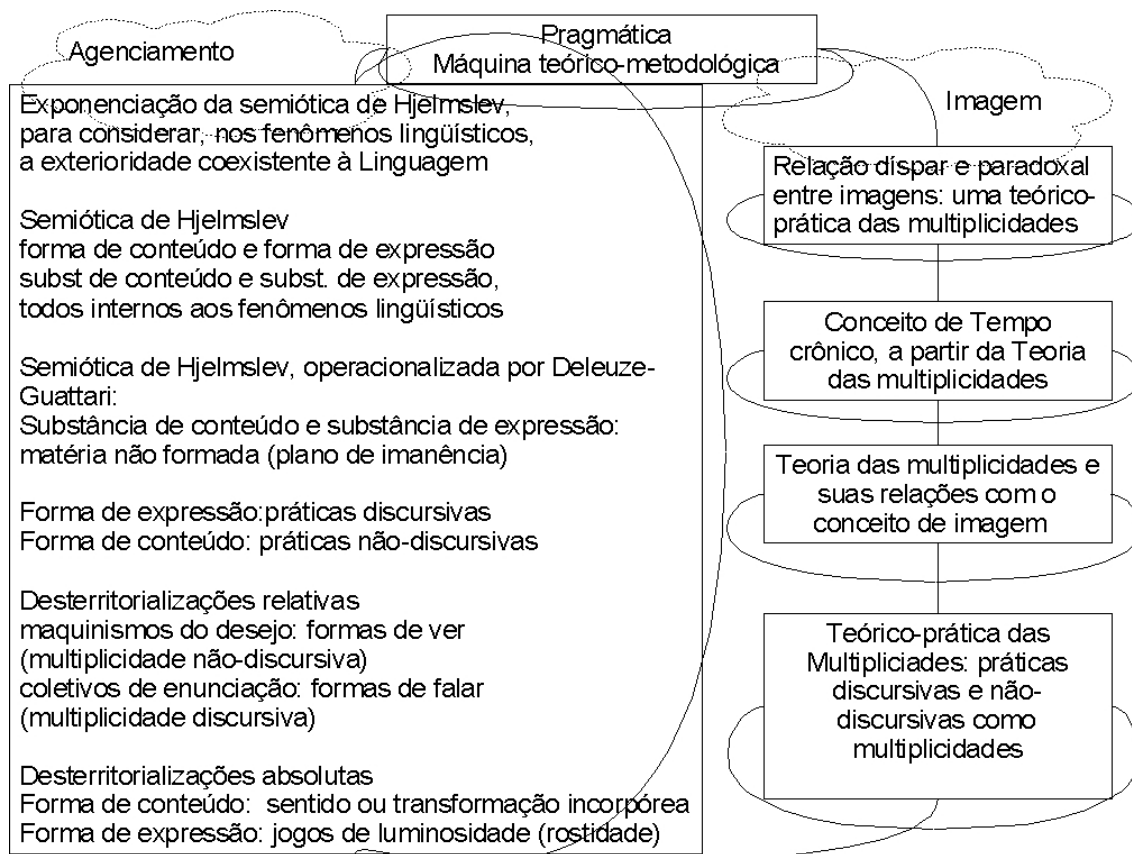 Agenciamento
Pragmática
Máquina teórico-metodológica
Imagem
Exponenciação da semiótica de Hjelmslev,
para considerar, nos fenômenos lingüísticos,
a exterioridade coexistente à Linguagem
Semiótica de Hjelmslev
forma de conteúdo e forma de expressão
subst de conteúdo e subst. de expressão,
todos internos aos fenômenos lingüísticos
Semiótica de Hjelmslev, operacionalizada por Deleuze-
Guattari:
Substância de conteúdo e substância de expressão:
matéria não formada (plano de imanência)
Forma de expressão:práticas discursivas
Forma de conteúdo: práticas não-discursivas
Desterritorializações relativas
maquinismos do desejo: formas de ver
(multiplicidade não-discursiva)
coletivos de enunciação: formas de falar
(multiplicidade discursiva)
Desterritorializações absolutas
Forma de conteúdo:  sentido ou transformação incorpórea
Forma de expressão: jogos de luminosidade (rostidade)
Relação díspar e paradoxal
entre imagens: uma teórico-
prática das multiplicidades
Conceito de Tempo
crônico, a partir da Teoria
das multiplicidades
Teoria das multiplicidades e
suas relações com o
conceito de imagem
Teórico-prática das
Multipliciades: práticas
discursivas e não-
discursivas como
multiplicidades